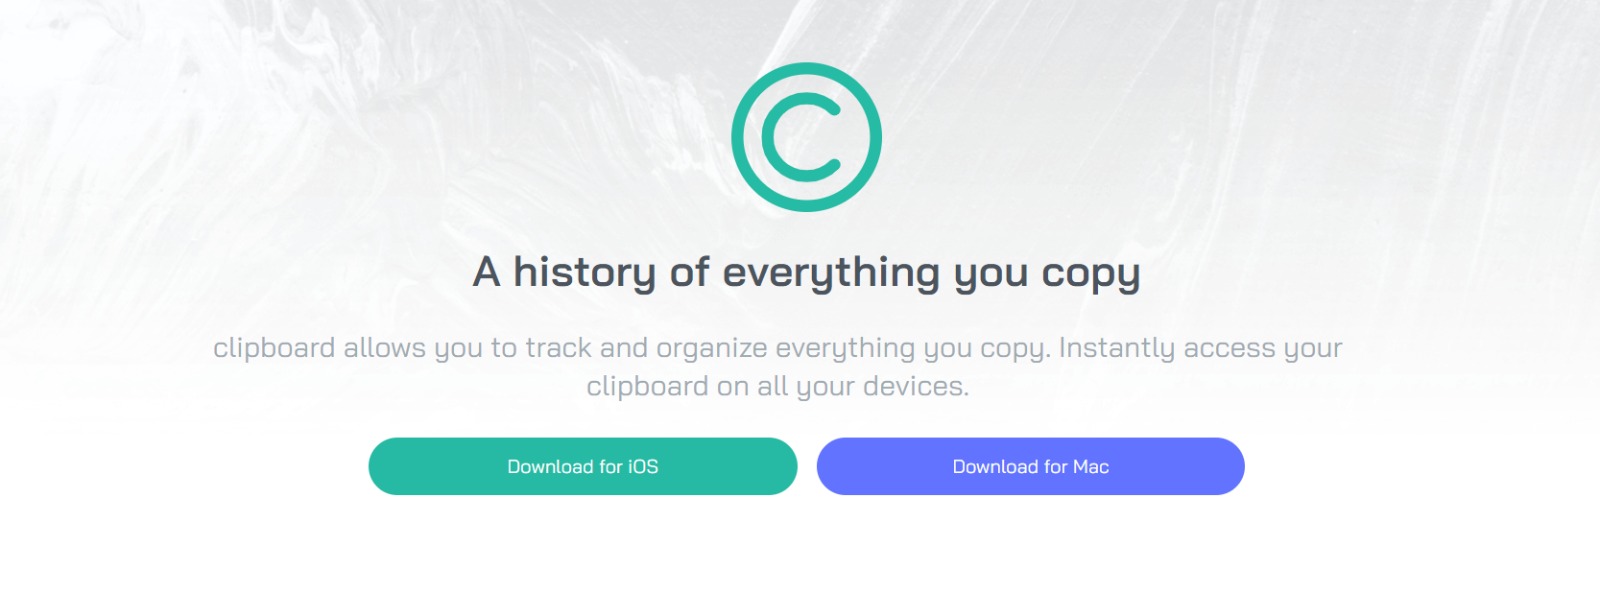 A history of everything you copy
clipboard allows you to track and organize everything you copy. Instantly access your
clipboard on all your devices.
Download for iOS
Download for Mac